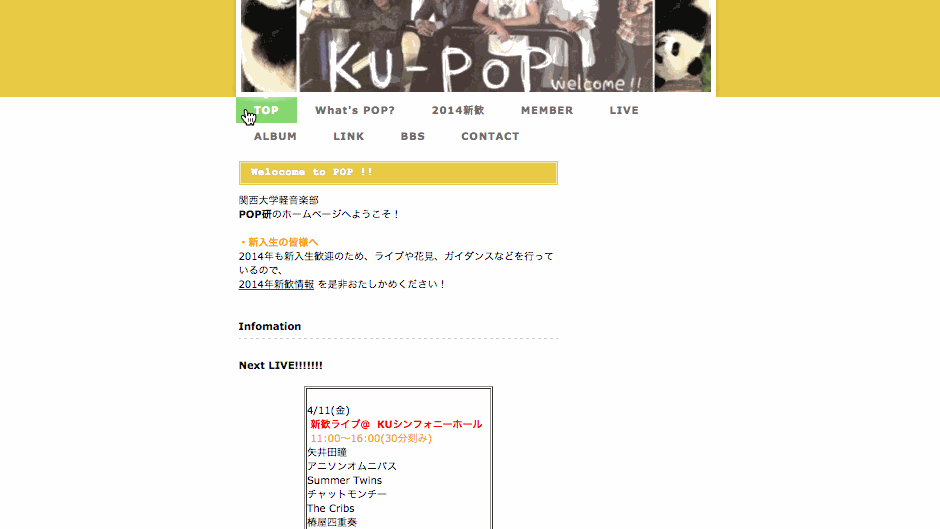 KU-POP
welcome!!
TOP What's POP? 2014新歓 MEMBER LIVE
ALBUM LINK BBS CONTACT
Welocome to POP !!
関西大学軽音楽部
POP研のホームページへようこそ！
・新入生の皆様へ
2014年も新入生歓迎のため、ライブや花見、ガイダンスなどを行って
いるので、
2014年新歓情報 を是非おたしかめください！
Infomation
Next LIVE!!!!!!!
4/11(金)
新歓ライブ@ KUシンフォニーホール
11:00～16:00(30分刻み)
矢井田瞳
アニソンオムニバス
Summer Twins
チャットモンチー
The Cribs
椿屋四重奏